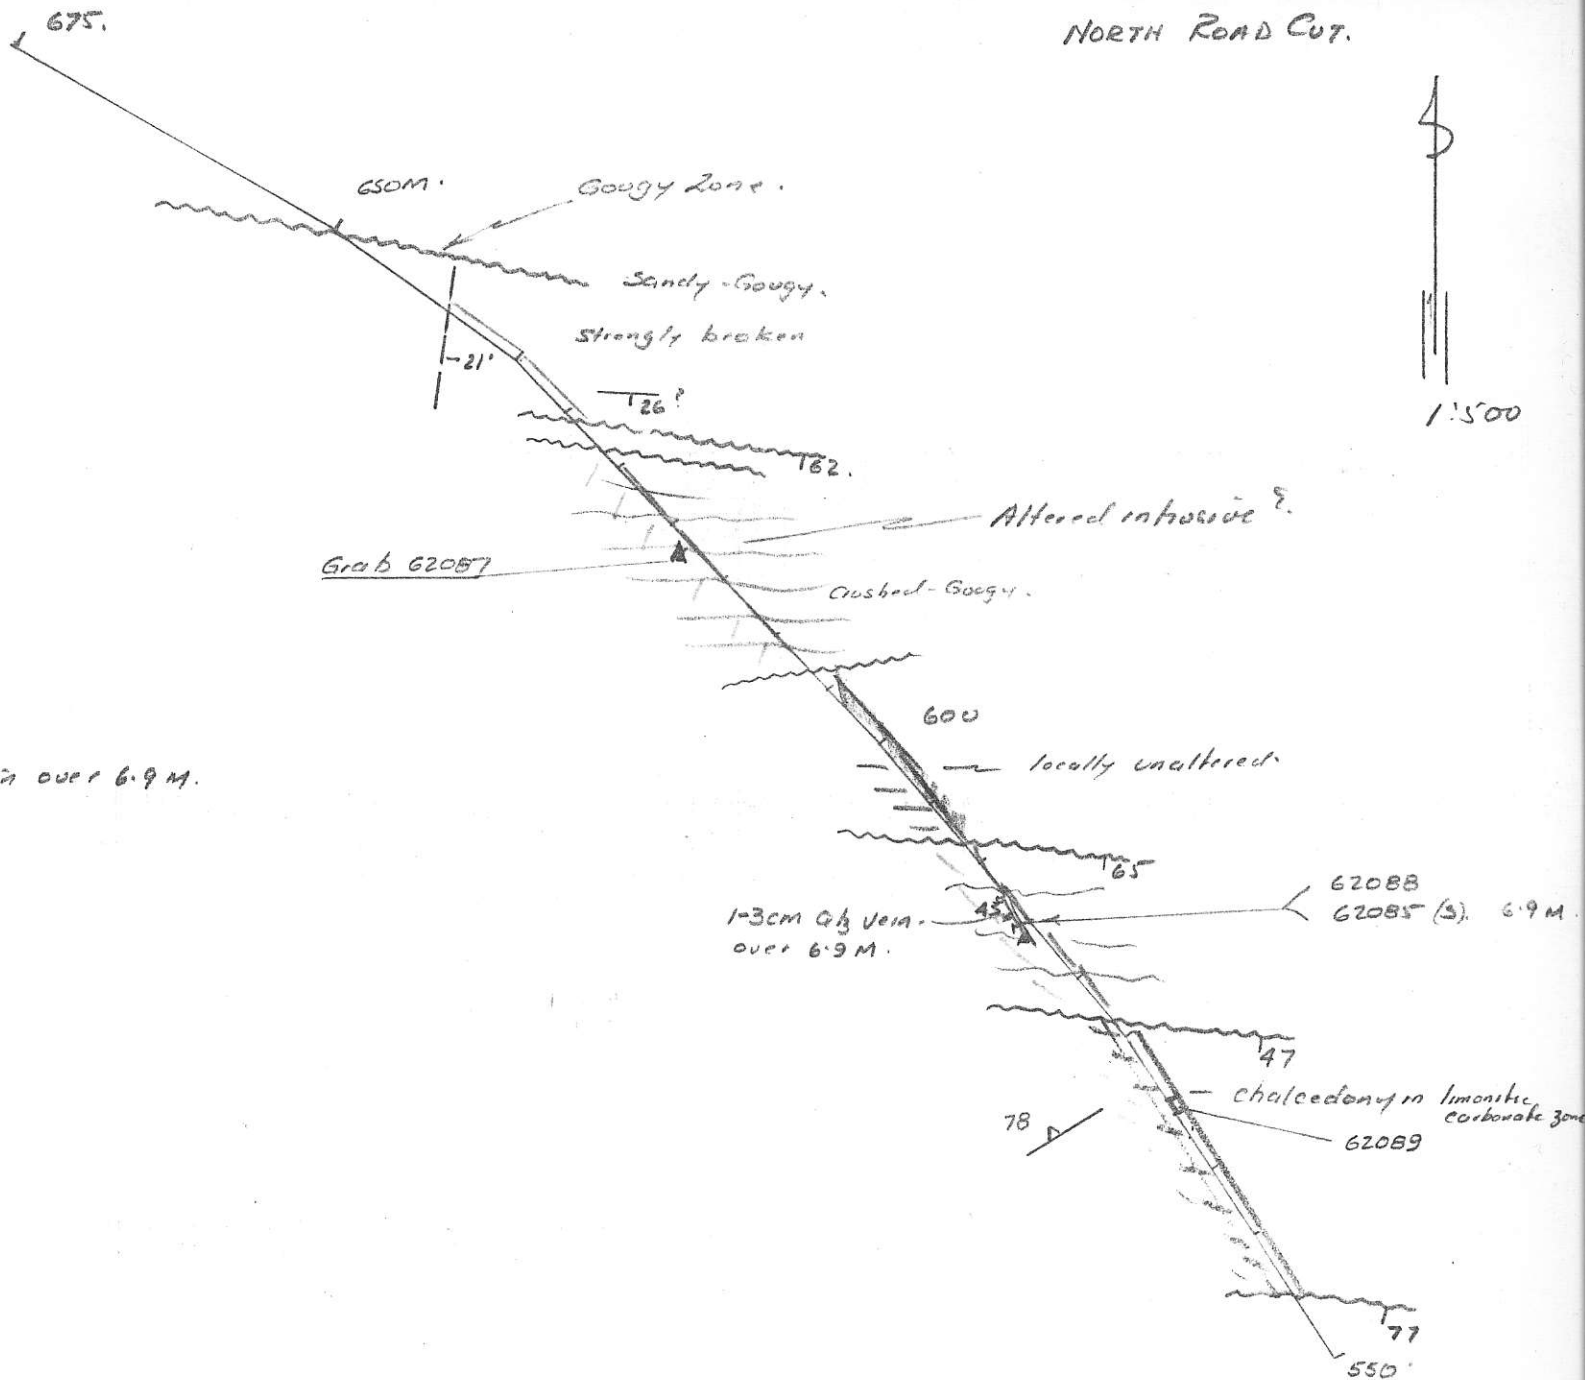 675.
NORTH ROAD CUT.
650M.
Gougy Zone.
Sandy-Gougy.
Strongly broken
21°
26?
62.
1:500
Altered intrusive ?.
Grab 62087
Crushed-Gougy.
600
locally unaltered.
over 6.9 M.
65
62088
62085 (S). 6.9 M.
1-3cm qtz vein.
over 6.9 M.
45
47
chalcedony in limonitic
carbonate zone
78
62089
77
550